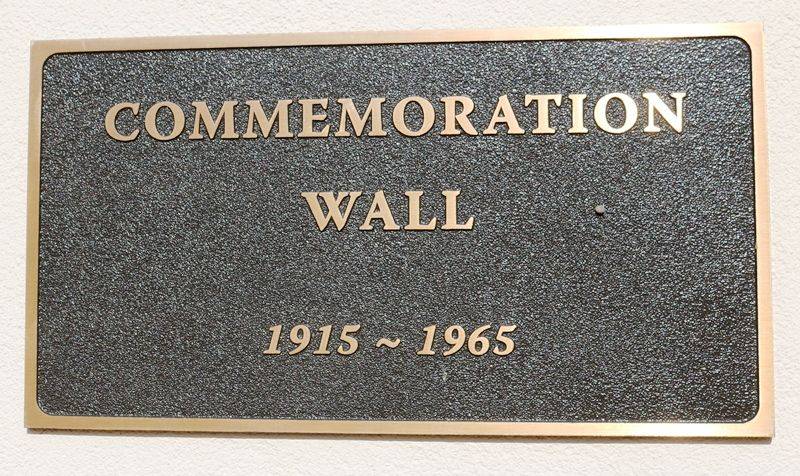 COMMEMORATION
WALL
1915 ~ 1965